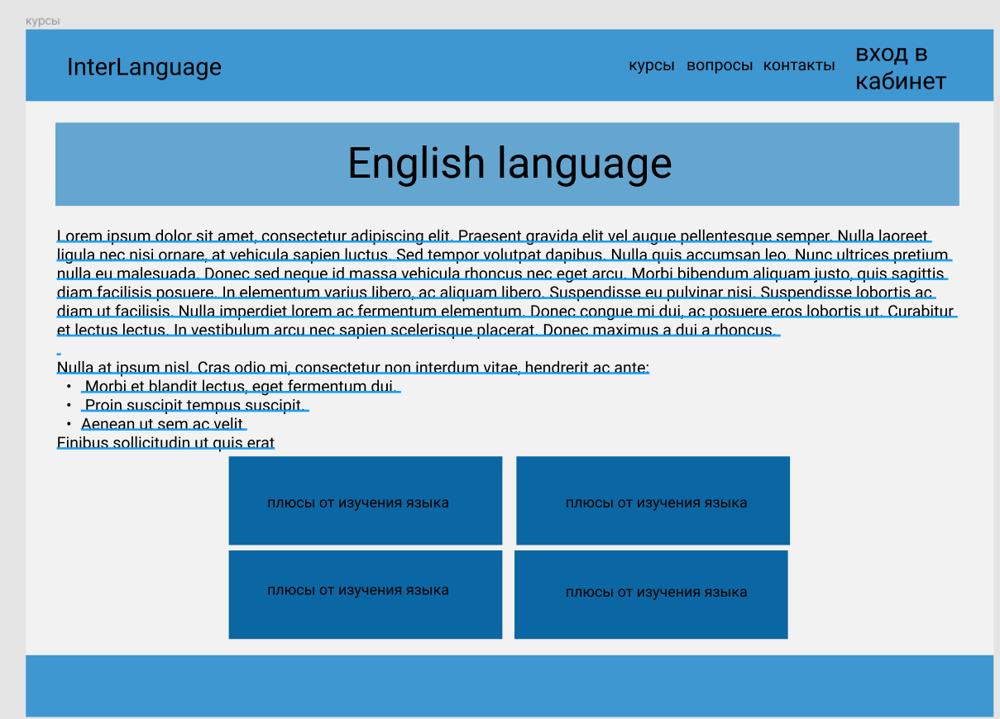 курсы
InterLanguage
курсы вопросы контакты
вход в
кабинет
English language
Lorem ipsum dolor sit amet, consectetur adipiscing elit. Praesent gravida elit vel augue pellentesque semper. Nulla laoreet
ligula nec nisi ornare, at vehicula sapien luctus. Sed tempor volutpat dapibus. Nulla quis accumsan leo. Nunc ultrices pretium
nulla eu malesuada. Donec sed neque id massa vehicula rhoncus nec eget arcu. Morbi bibendum aliquam justo, quis sagittis
diam facilisis posuere. In elementum varius libero, ac aliquam libero. Suspendisse eu pulvinar nisi. Suspendisse lobortis ac
diam ut facilisis. Nulla imperdiet lorem ac fermentum elementum. Donec congue mi dui, ac posuere eros lobortis ut. Curabitur
et lectus lectus. In vestibulum arcu nec sapien scelerisque placerat. Donec maximus a dui a rhoncus.
Nulla at ipsum nisl. Cras odio mi, consectetur non interdum vitae, hendrerit ac ante:
• Morbi et blandit lectus, eget fermentum dui.
• Proin suscipit tempus suscipit.
• Aenean ut sem ac velit
Finibus sollicitudin ut quis erat
плюсы от изучения языка
плюсы от изучения языка
плюсы от изучения языка
плюсы от изучения языка